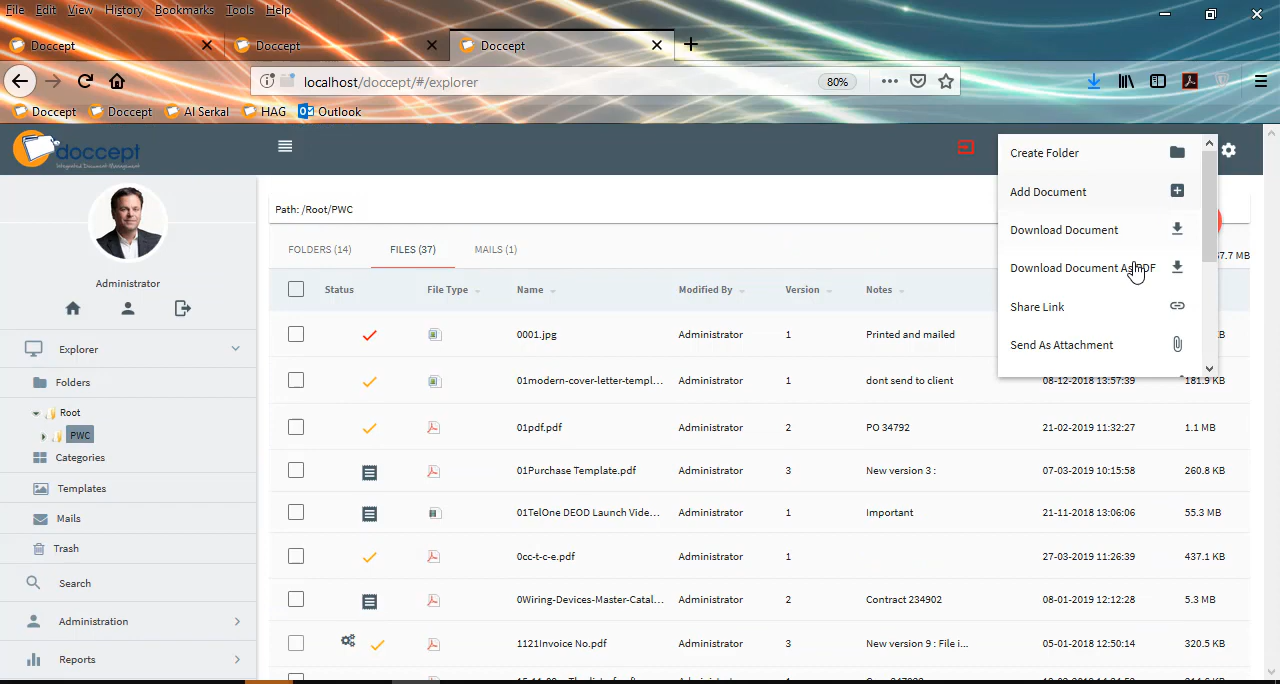 File Edit View History Bookmarks Tools Help
Doccept Doccept Doccept
localhost/doccept/#/explorer 80%
Doccept Doccept Al Serkal HAG Outlook
doccept
Integrated Document Management
Create Folder
Add Document
Download Document
Download Document As PDF
Share Link
Send As Attachment
Administrator
Explorer
Folders
Root
PWC
Categories
Templates
Mails
Trash
Search
Administration
Reports
Path: /Root/PWC
FOLDERS (14) FILES (37) MAILS (1) 7.7 MB
Status File Type Name Modified By Version Notes
0001.jpg Administrator 1 Printed and mailed
01modern-cover-letter-templ... Administrator 1 dont send to client 08-12-2018 13:57:39 181.9 KB
01pdf.pdf Administrator 2 PO 34792 21-02-2019 11:32:27 1.1 MB
01Purchase Template.pdf Administrator 3 New version 3 : 07-03-2019 10:15:58 260.8 KB
01TelOne DEOD Launch Vide... Administrator 1 Important 21-11-2018 13:06:06 55.3 MB
0cc-t-c-e.pdf Administrator 1 27-03-2019 11:26:39 437.1 KB
0Wiring-Devices-Master-Catal... Administrator 2 Contract 234902 08-01-2019 12:12:28 5.3 MB
1121Invoice No.pdf Administrator 3 New version 9 : File i... 05-01-2018 12:50:14 320.5 KB